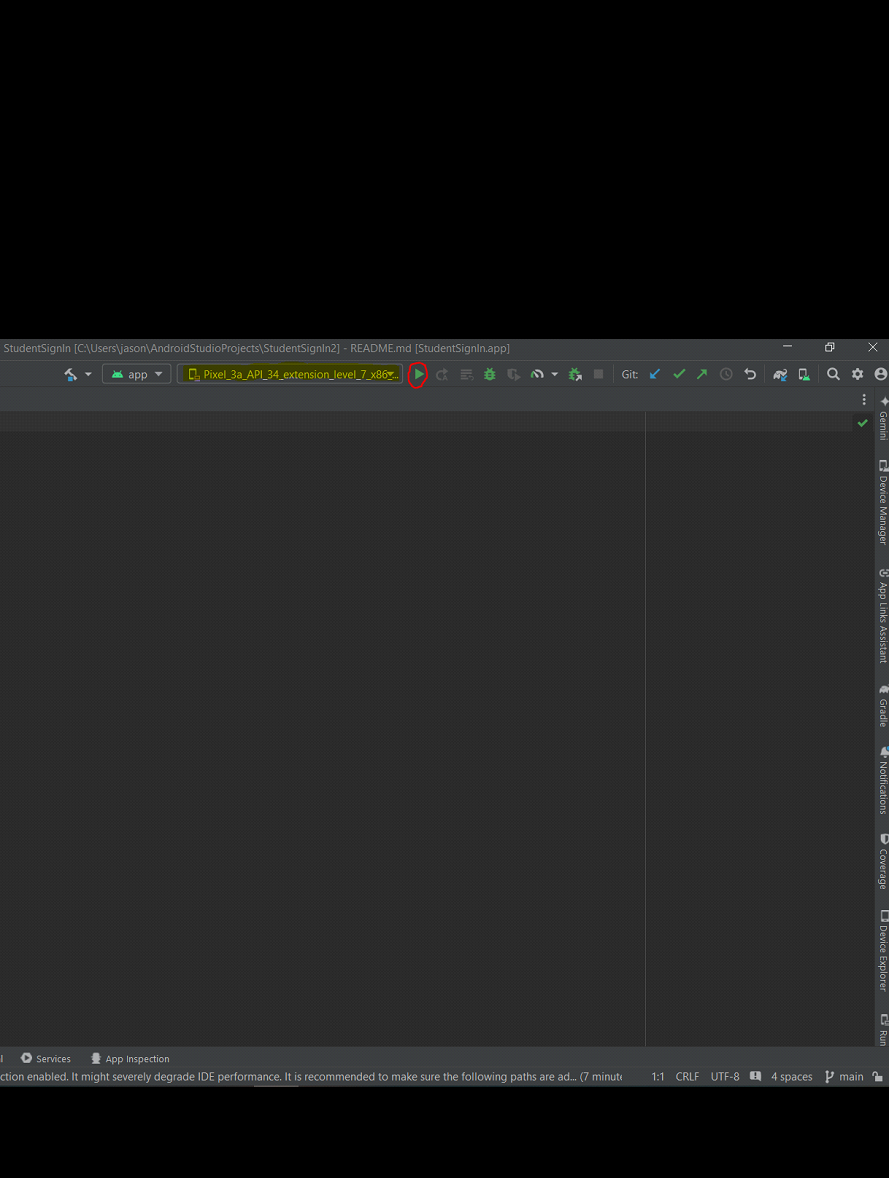 StudentSignIn [C:\Users\jason\AndroidStudioProjects\StudentSignIn2] - README.md [StudentSignIn.app]
app Pixel_3a_API_34_extension_level_7_x86... Git:
Gemini
Device Manager
App Links Assistant
Gradle
Notifications
Coverage
Device Explorer
Run
Services App Inspection
ction enabled. It might severely degrade IDE performance. It is recommended to make sure the following paths are ad... (7 minute 1:1 CRLF UTF-8 4 spaces main